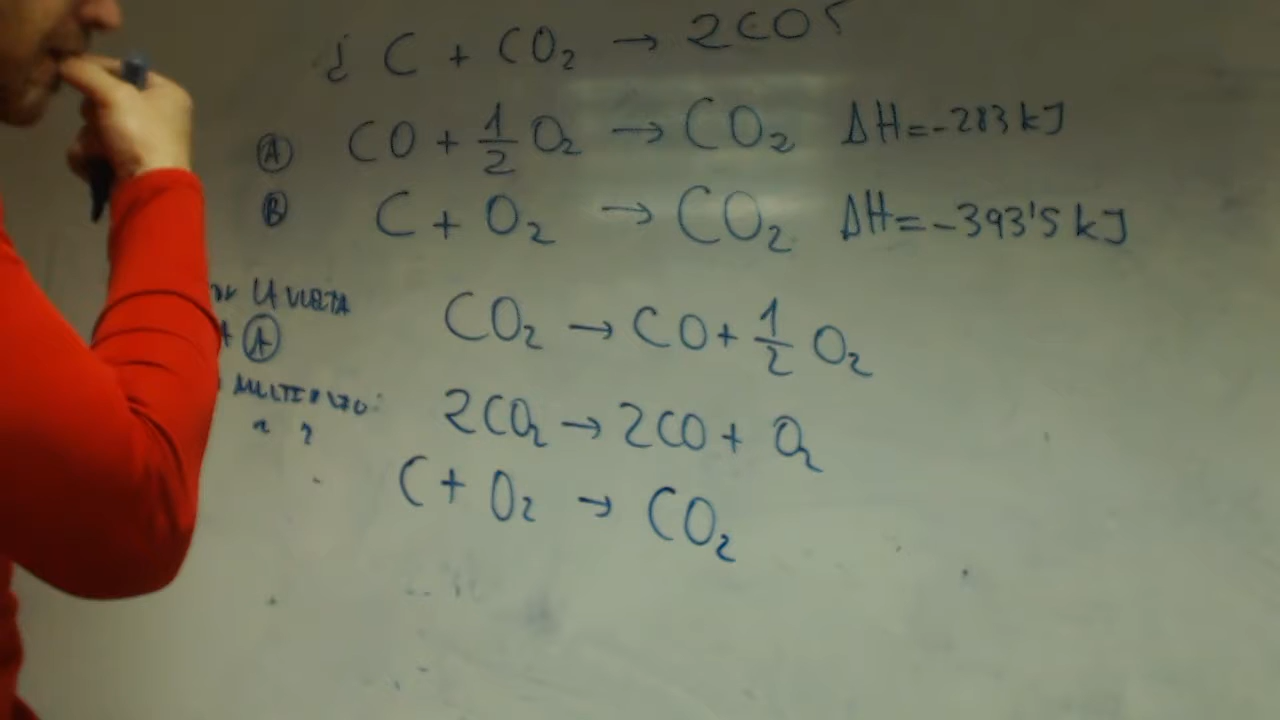 ¿ C + CO₂ → 2CO?
Ⓐ CO + 1/2 O₂ → CO₂ ΔH=-283 kJ
Ⓑ C + O₂ → CO₂ ΔH=-393'5 kJ
LA VUELTA
Ⓐ CO₂ → CO + 1/2 O₂
2CO₂ → 2CO + O₂
C + O₂ → CO₂